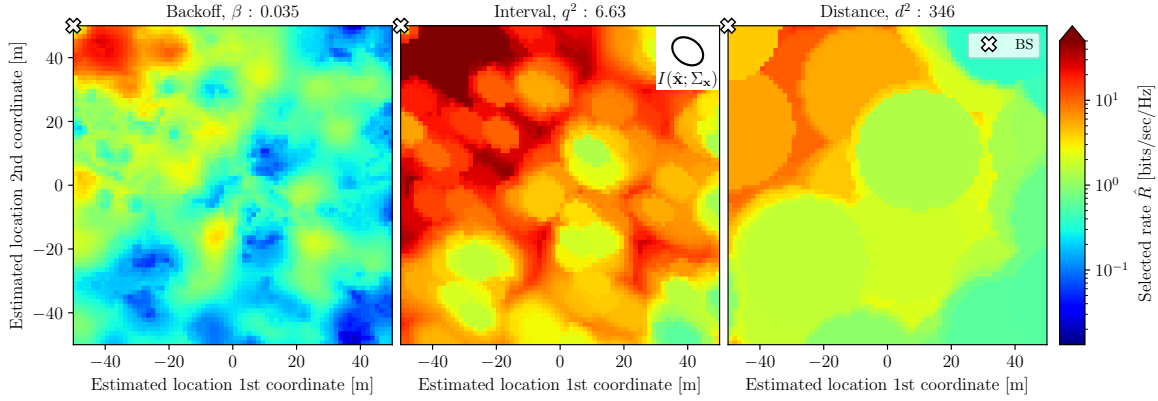 Backoff, β : 0.035
Interval, q² : 6.63
Distance, d² : 346
Estimated location 2nd coordinate [m]
40
20
0
−20
−40
I(x̂; Σₓ)
BS
10¹
10⁰
10⁻¹
Selected rate R̂ [bits/sec/Hz]
−40 −20 0 20 40
−40 −20 0 20 40
−40 −20 0 20 40
Estimated location 1st coordinate [m]
Estimated location 1st coordinate [m]
Estimated location 1st coordinate [m]